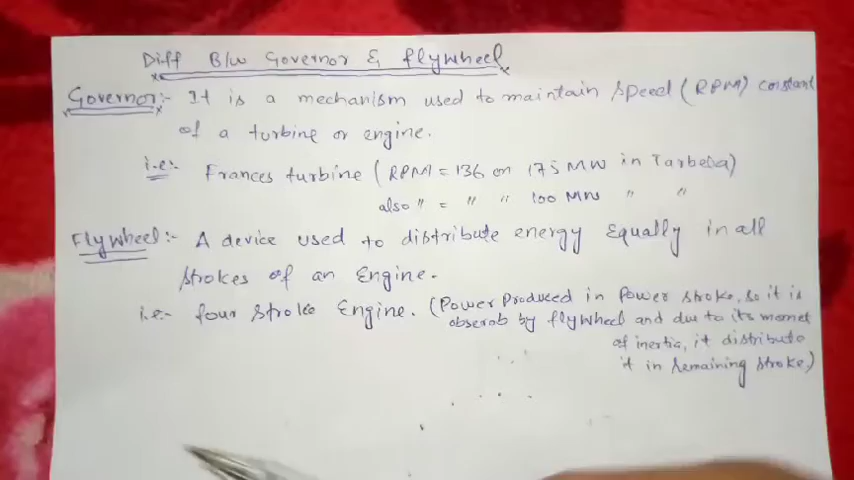 Diff B/w Governor & flywheel
Governor:- It is a mechanism used to maintain Speed (RPM) constant
of a turbine or engine.
i.e:- Frances turbine (RPM = 136 on 175 MW in Tarbela)
also " = " " 100 MW " "
Flywheel:- A device used to distribute energy Equally in all
strokes of an Engine.
i.e:- four stroke Engine. (Power Produced in Power stroke, so it is
obserob by flywheel and due to its momet
of inertia, it distribute
it in remaining stroke)